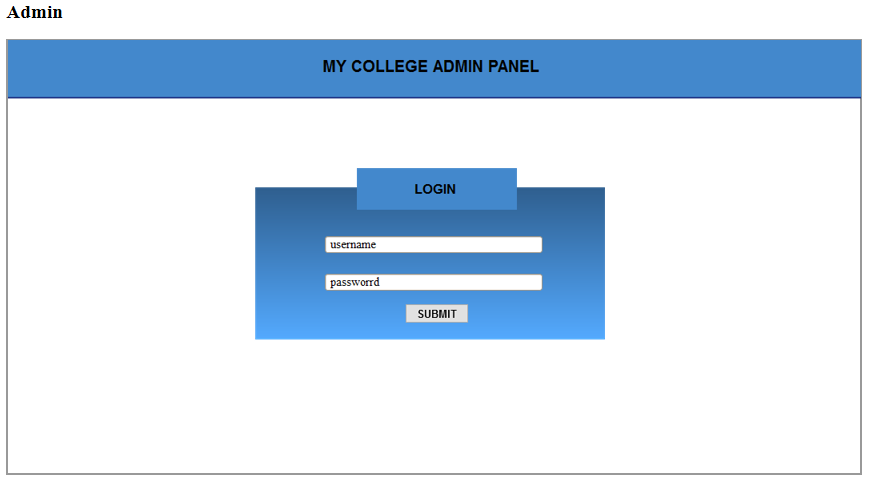 Admin
MY COLLEGE ADMIN PANEL
LOGIN
username
passworrd
SUBMIT